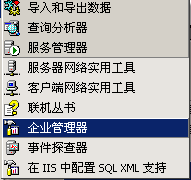 导入和导出数据
查询分析器
服务管理器
服务器网络实用工具
客户端网络实用工具
联机丛书
企业管理器
事件探查器
在 IIS 中配置 SQL XML 支持